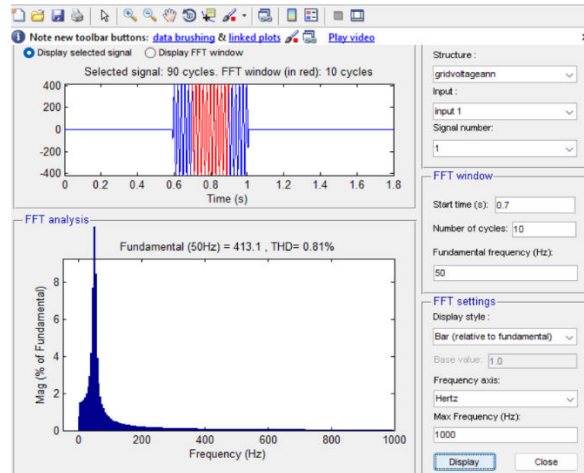 Note new toolbar buttons: data brushing & linked plots Play video
Display selected signal Display FFT window
Selected signal: 90 cycles. FFT window (in red): 10 cycles
400
200
0
-200
-400
0 0.2 0.4 0.6 0.8 1 1.2 1.4 1.6 1.8
Time (s)
FFT analysis
Fundamental (50Hz) = 413.1 , THD= 0.81%
Mag (% of Fundamental)
8
6
4
2
0
0 200 400 600 800 1000
Frequency (Hz)
Structure :
gridvoltageann
Input :
input 1
Signal number:
1
FFT window
Start time (s): 0.7
Number of cycles: 10
Fundamental frequency (Hz):
50
FFT settings
Display style :
Bar (relative to fundamental)
Base value: 1.0
Frequency axis:
Hertz
Max Frequency (Hz):
1000
Display Close